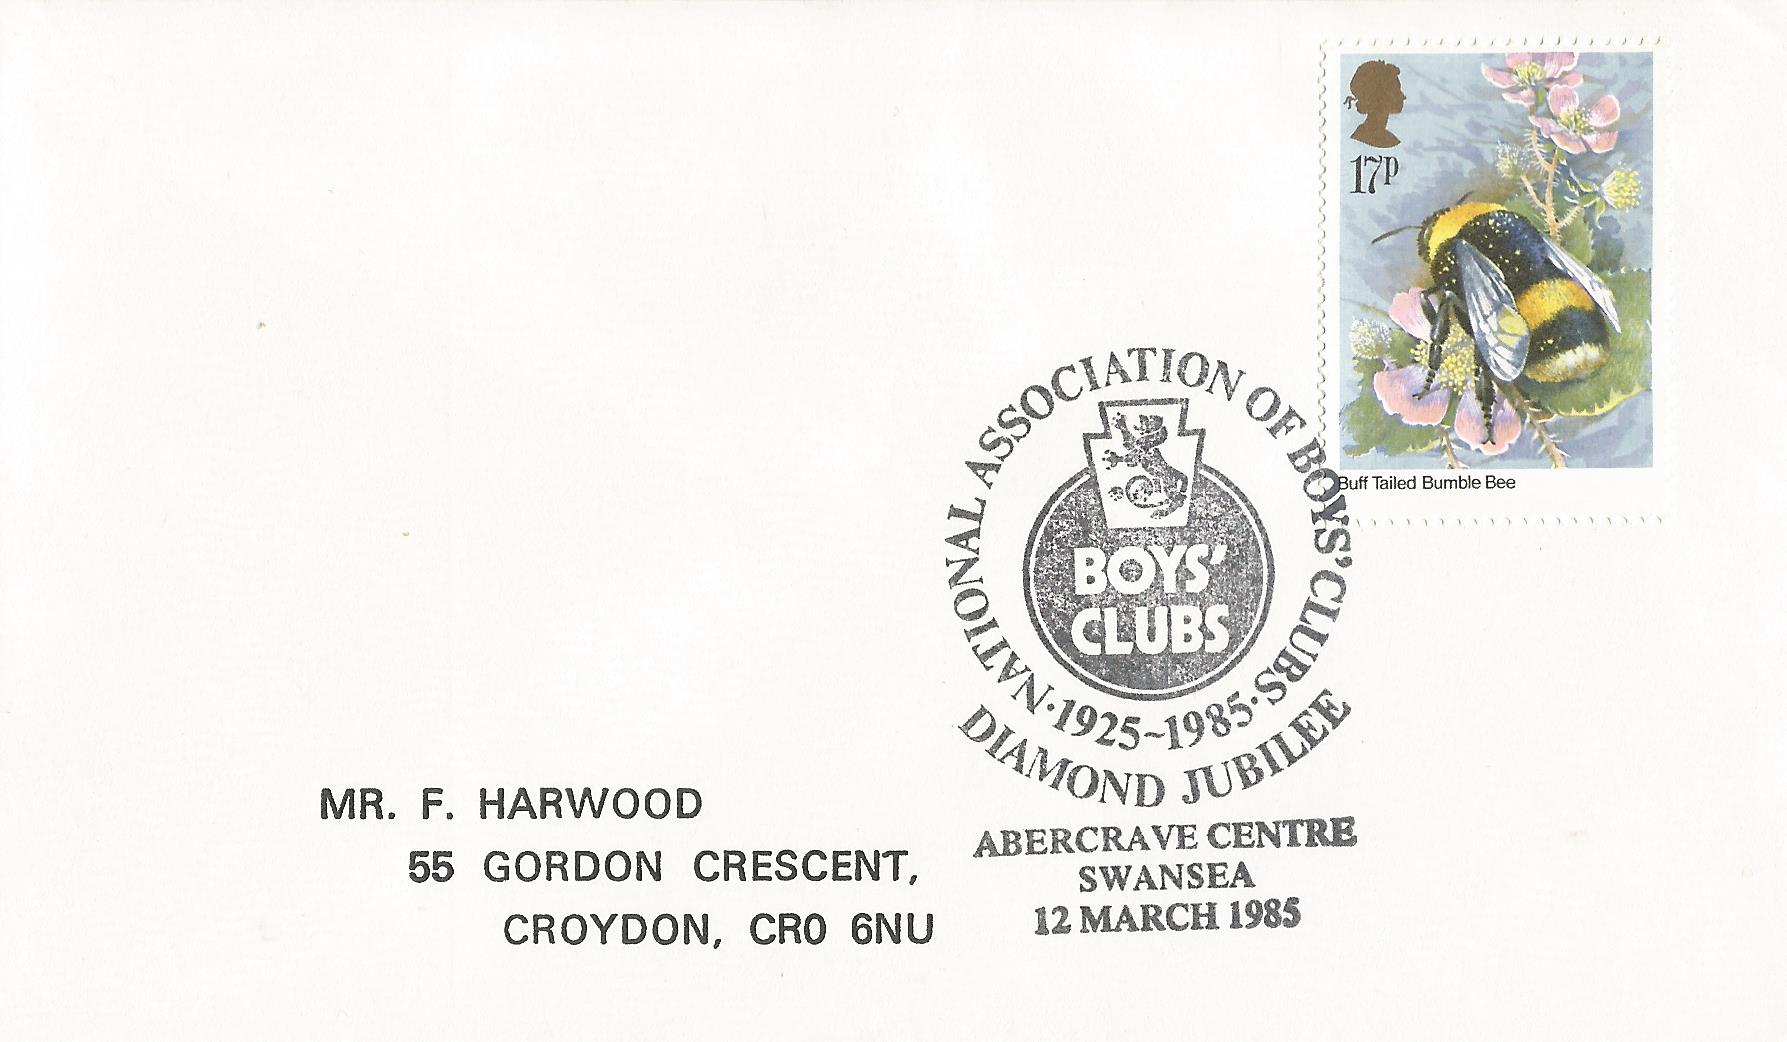 17p
Buff Tailed Bumble Bee
NATIONAL ASSOCIATION OF BOYS' CLUBS
BOYS'
CLUBS
·1925~1985·
DIAMOND JUBILEE
ABERCRAVE CENTRE
SWANSEA
12 MARCH 1985
MR. F. HARWOOD
55 GORDON CRESCENT,
CROYDON, CR0 6NU